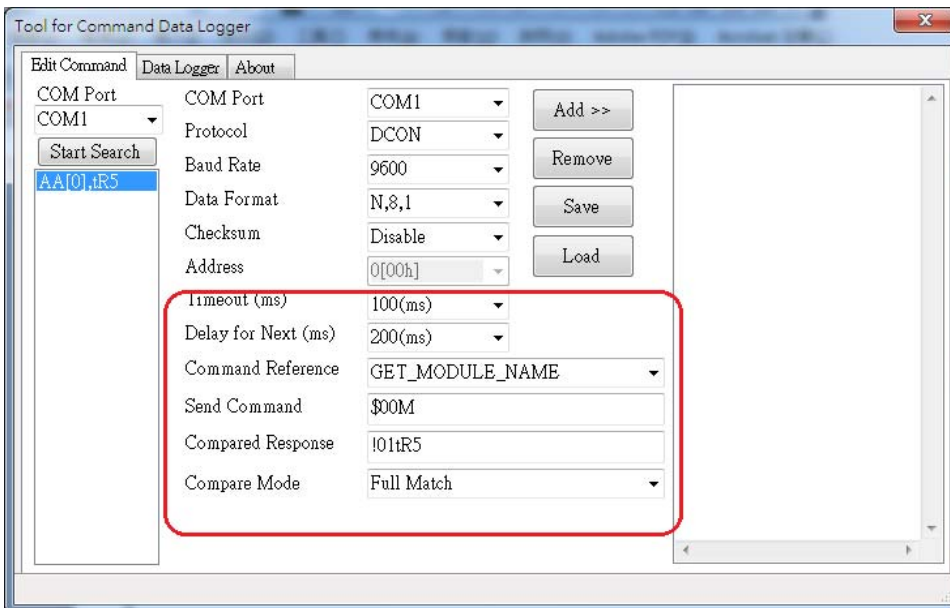 Tool for Command Data Logger
Edit Command
Data Logger
About
COM Port
COM1
Start Search
AA[0],tR5
COM Port
COM1
Protocol
DCON
Baud Rate
9600
Data Format
N,8,1
Checksum
Disable
Address
0[00h]
Timeout (ms)
100(ms)
Delay for Next (ms)
200(ms)
Command Reference
GET_MODULE_NAME
Send Command
$00M
Compared Response
!01tR5
Compare Mode
Full Match
Add >>
Remove
Save
Load